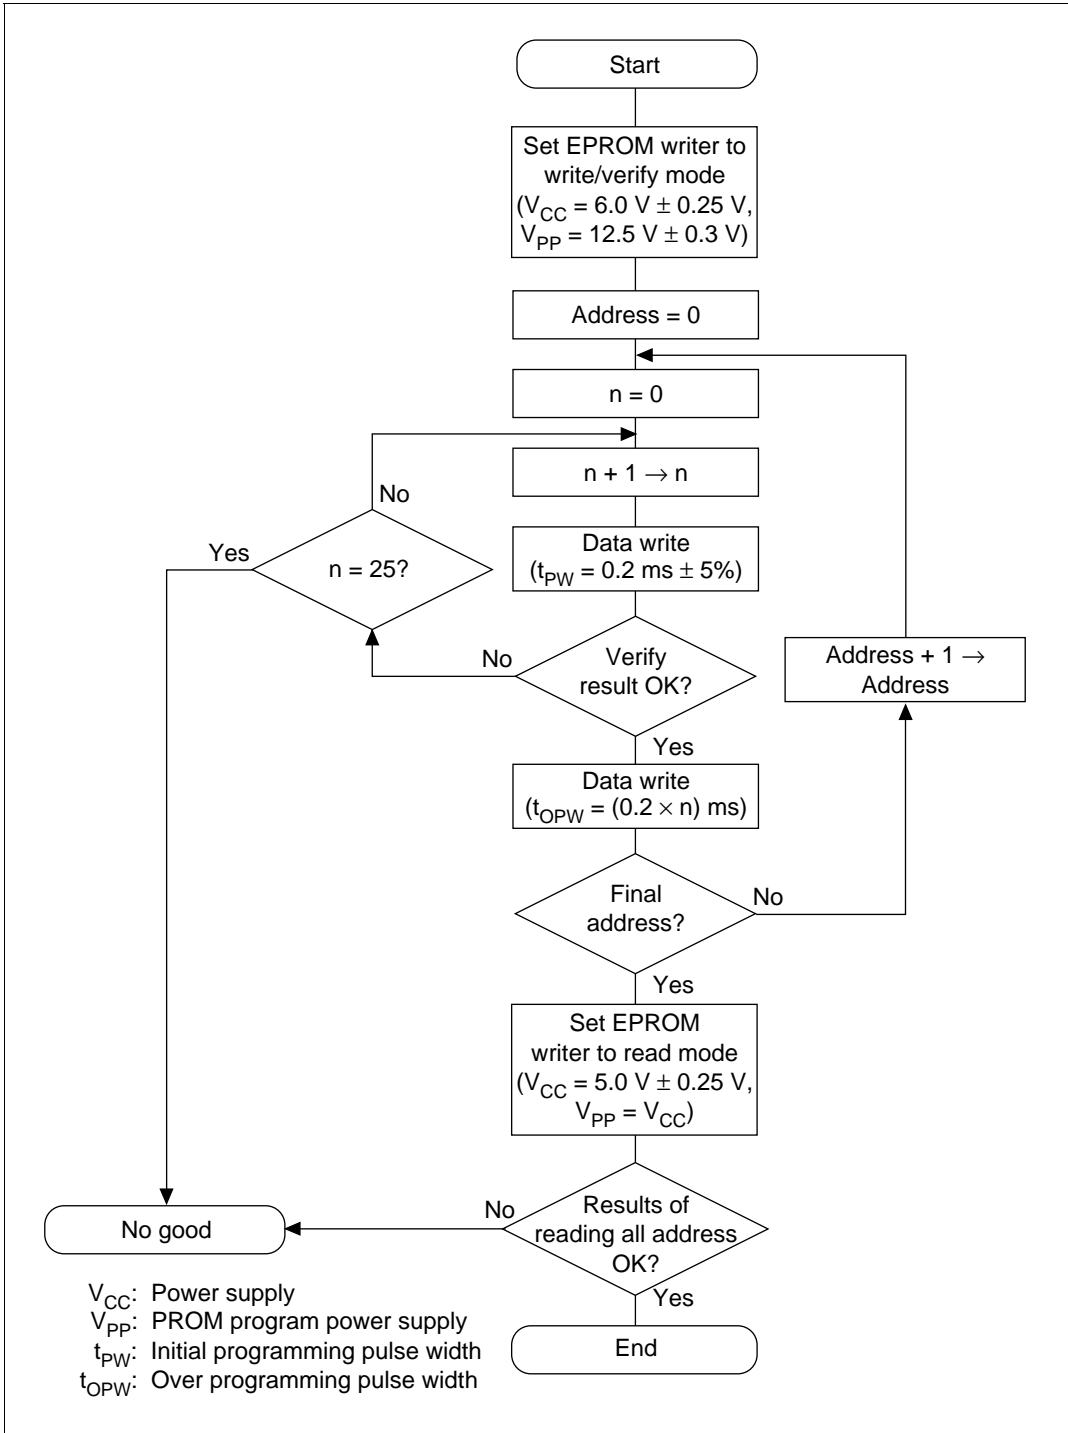 Start
Set EPROM writer to
write/verify mode
(VCC = 6.0 V ± 0.25 V,
VPP = 12.5 V ± 0.3 V)
Address = 0
n = 0
n + 1 → n
No
Yes
n = 25?
Data write
(tPW = 0.2 ms ± 5%)
No
Verify
result OK?
Address + 1 →
Address
Yes
Data write
(tOPW = (0.2 × n) ms)
Final
address?
No
Yes
Set EPROM
writer to read mode
(VCC = 5.0 V ± 0.25 V,
VPP = VCC)
No
Results of
reading all address
OK?
No good
Yes
End
VCC: Power supply
VPP: PROM program power supply
tPW: Initial programming pulse width
tOPW: Over programming pulse width